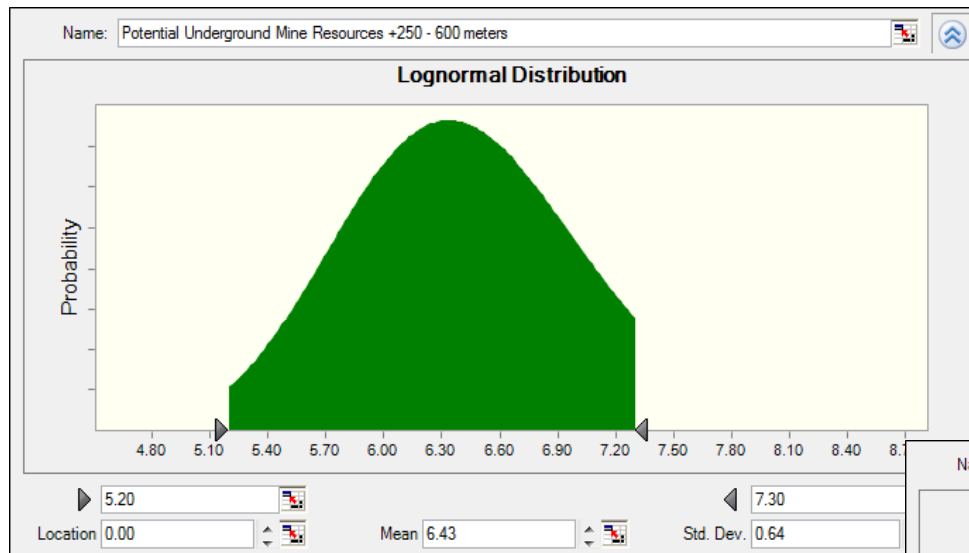 Name: Potential Underground Mine Resources +250 - 600 meters
Lognormal Distribution
Probability
4.80 5.10 5.40 5.70 6.00 6.30 6.60 6.90 7.20 7.50 7.80 8.10 8.40
5.20 7.30
Location 0.00 Mean 6.43 Std. Dev. 0.64